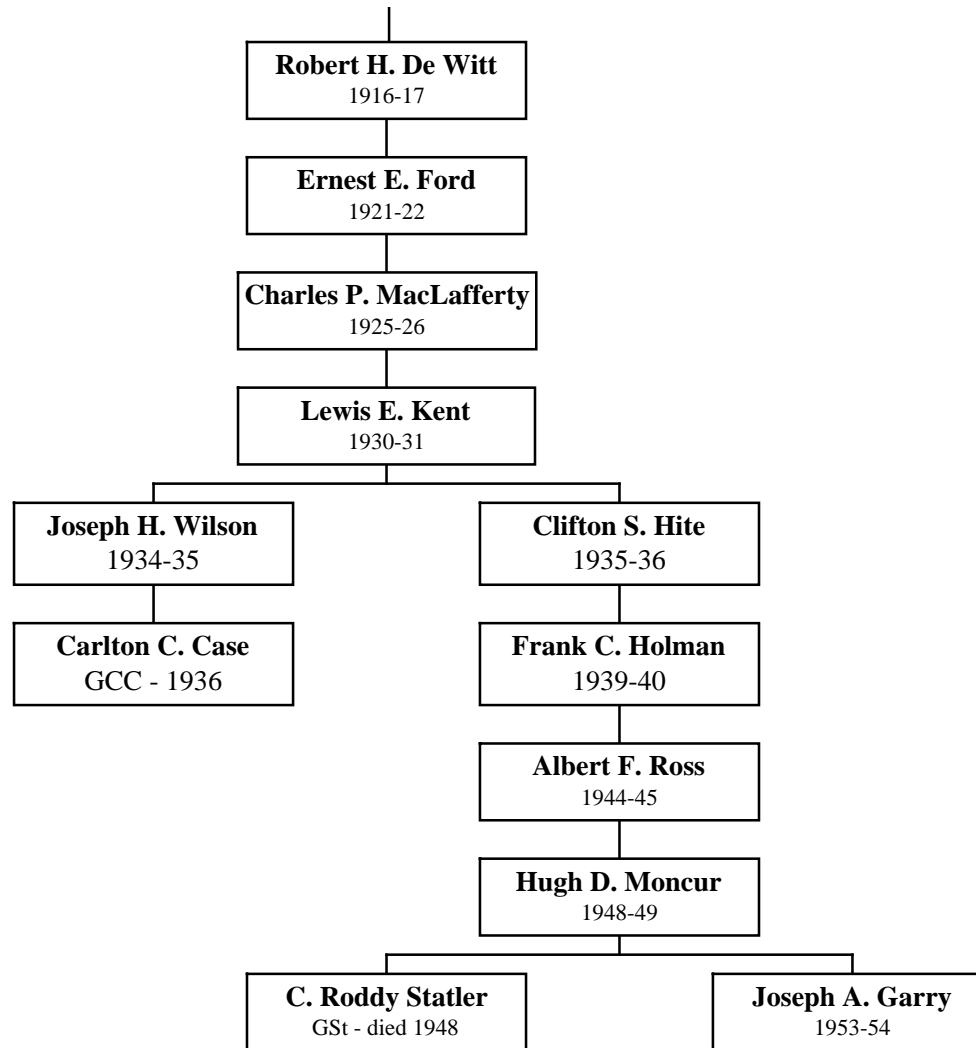 Robert H. De Witt
1916-17
Ernest E. Ford
1921-22
Charles P. MacLafferty
1925-26
Lewis E. Kent
1930-31
Joseph H. Wilson
1934-35
Clifton S. Hite
1935-36
Carlton C. Case
GCC - 1936
Frank C. Holman
1939-40
Albert F. Ross
1944-45
Hugh D. Moncur
1948-49
C. Roddy Statler
GSt - died 1948
Joseph A. Garry
1953-54